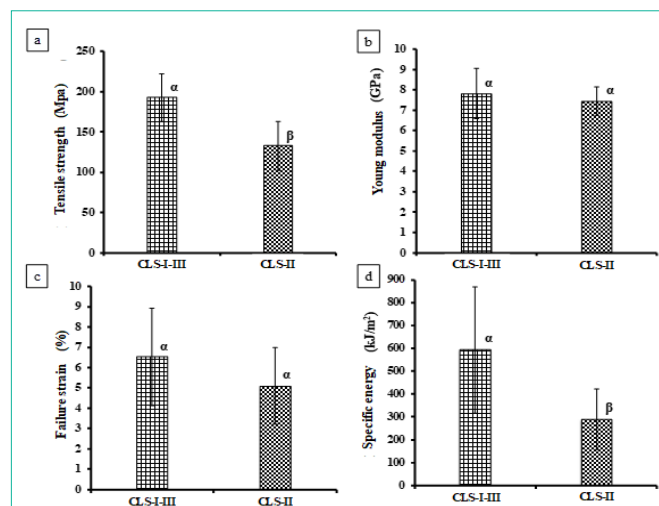 a
Tensile strength (Mpa)
250
200
150
100
50
0
α
β
CLS-I-III
CLS-II
b
Young modulus (GPa)
10
9
8
7
6
5
4
3
2
1
0
α
α
CLS-I-III
CLS-II
c
Failure strain (%)
10
9
8
7
6
5
4
3
2
1
0
α
α
CLS-I-III
CLS-II
d
Specific energy (kJ/m²)
900
800
700
600
500
400
300
200
100
0
α
β
CLS-I-III
CLS-II